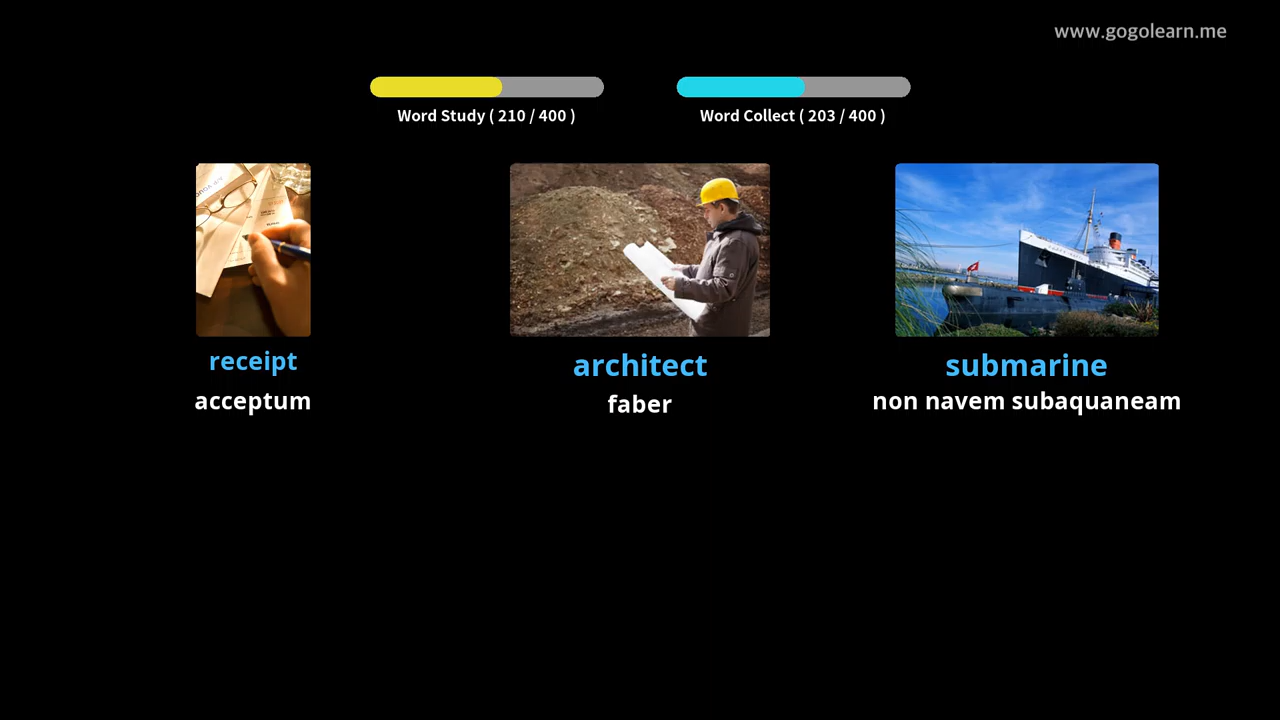 www.gogolearn.me
Word Study ( 210 / 400 )
Word Collect ( 203 / 400 )
receipt
architect
submarine
acceptum
faber
non navem subaquaneam